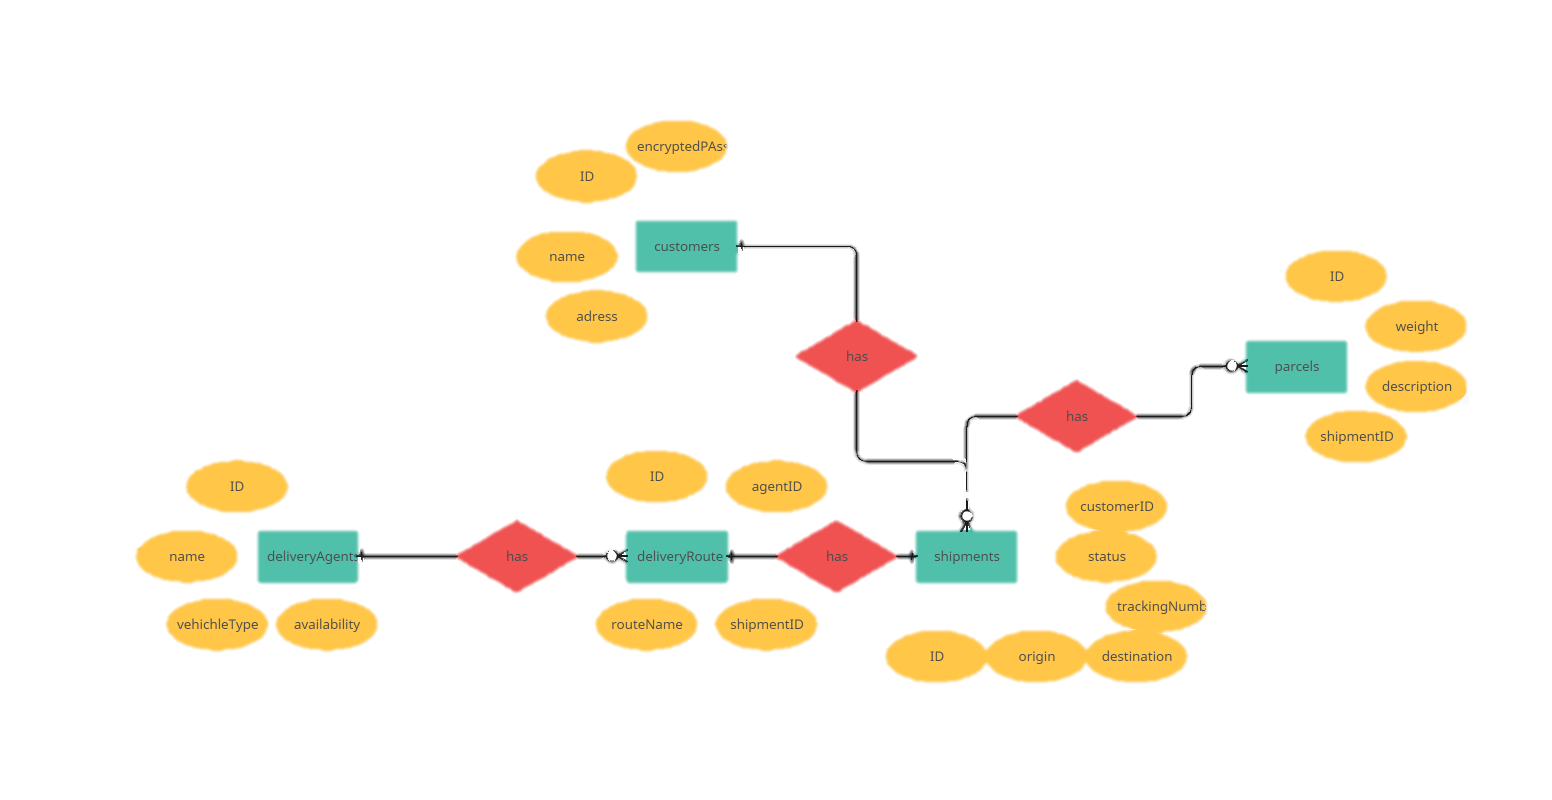 encryptedPAs
ID
customers
name
adress
has
ID
weight
parcels
description
shipmentID
has
ID
name
deliveryAgent
vehichleType
availability
has
ID
agentID
deliveryRoute
routeName
shipmentID
has
shipments
customerID
status
trackingNumb
ID
origin
destination